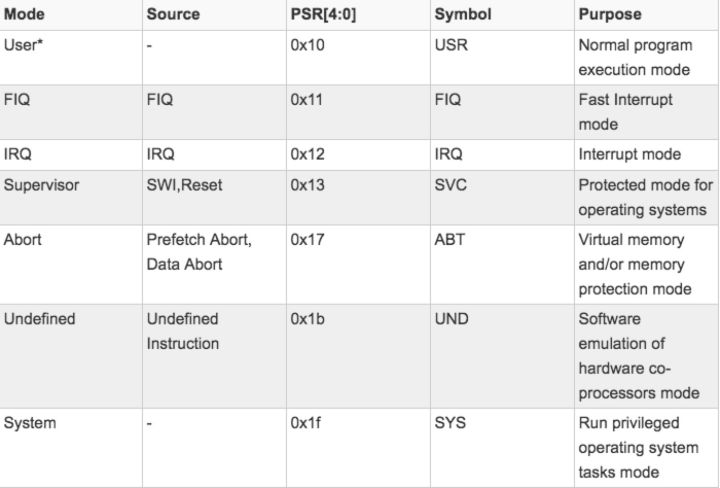 Mode Source PSR[4:0] Symbol Purpose
User* - 0x10 USR Normal program
execution mode
FIQ FIQ 0x11 FIQ Fast Interrupt
mode
IRQ IRQ 0x12 IRQ Interrupt mode
Supervisor SWI,Reset 0x13 SVC Protected mode for
operating systems
Abort Prefetch Abort, 0x17 ABT Virtual memory
Data Abort and/or memory
protection mode
Undefined Undefined 0x1b UND Software
Instruction emulation of
hardware co-
processors mode
System - 0x1f SYS Run privileged
operating system
tasks mode